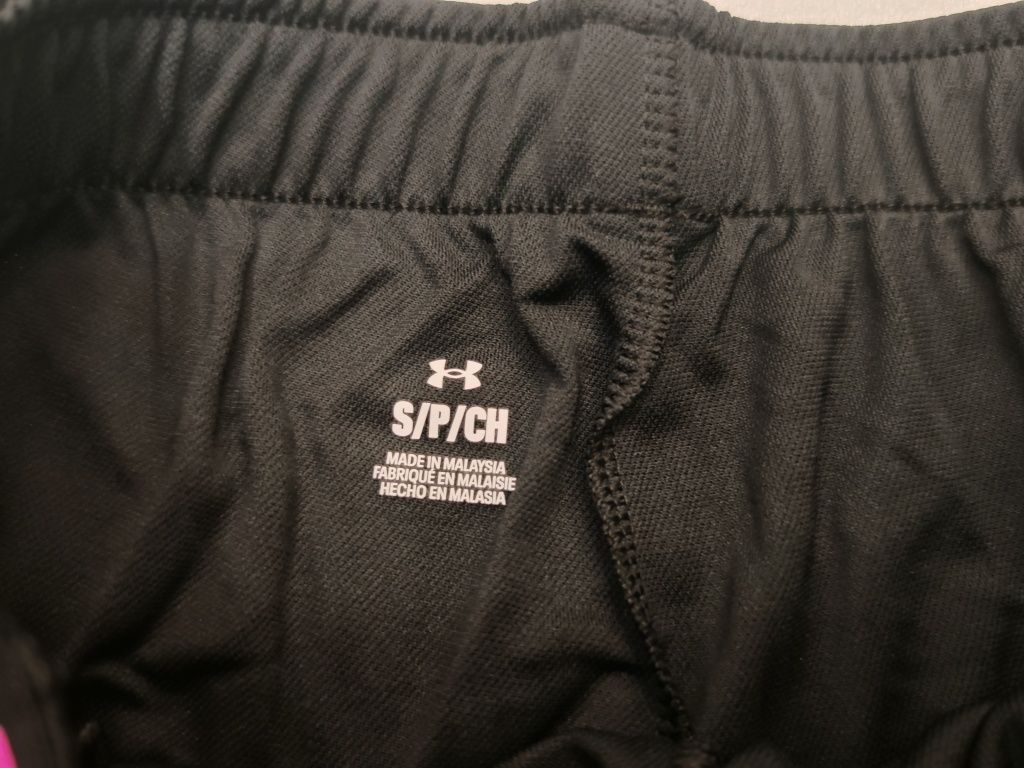 S/P/CH
MADE IN MALAYSIA
FABRIQUÉ EN MALAISIE
HECHO EN MALASIA